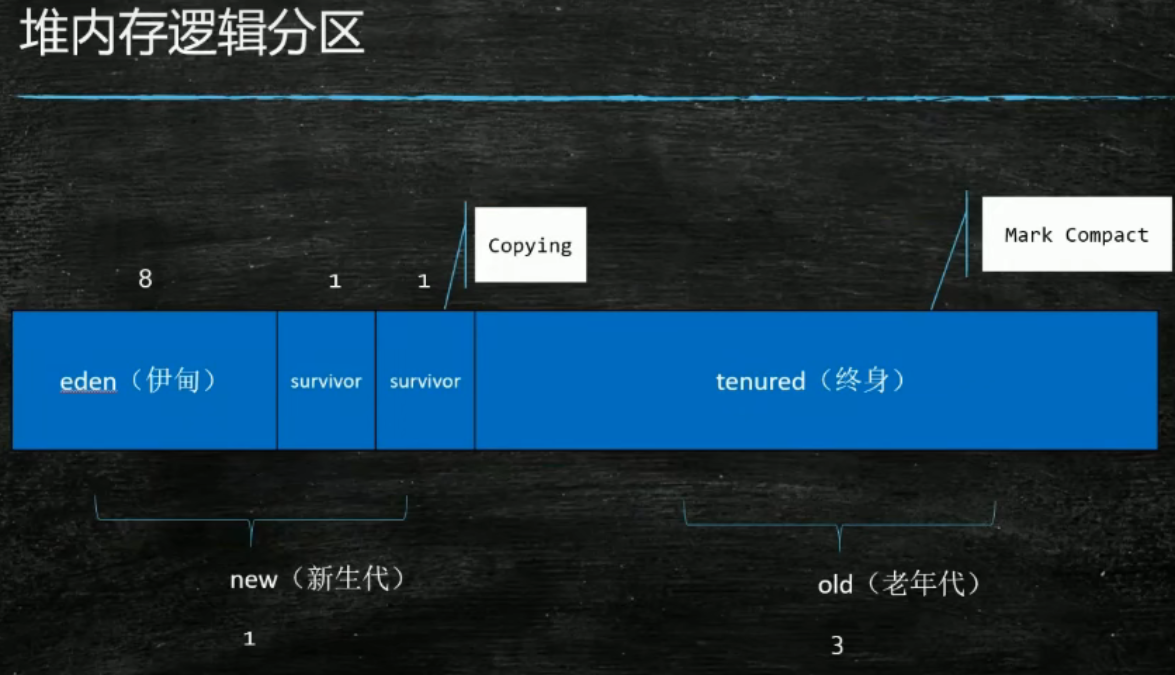 堆内存逻辑分区
Copying
Mark Compact
8
1
1
eden（伊甸）
survivor
survivor
tenured（终身）
new（新生代）
old（老年代）
1
3